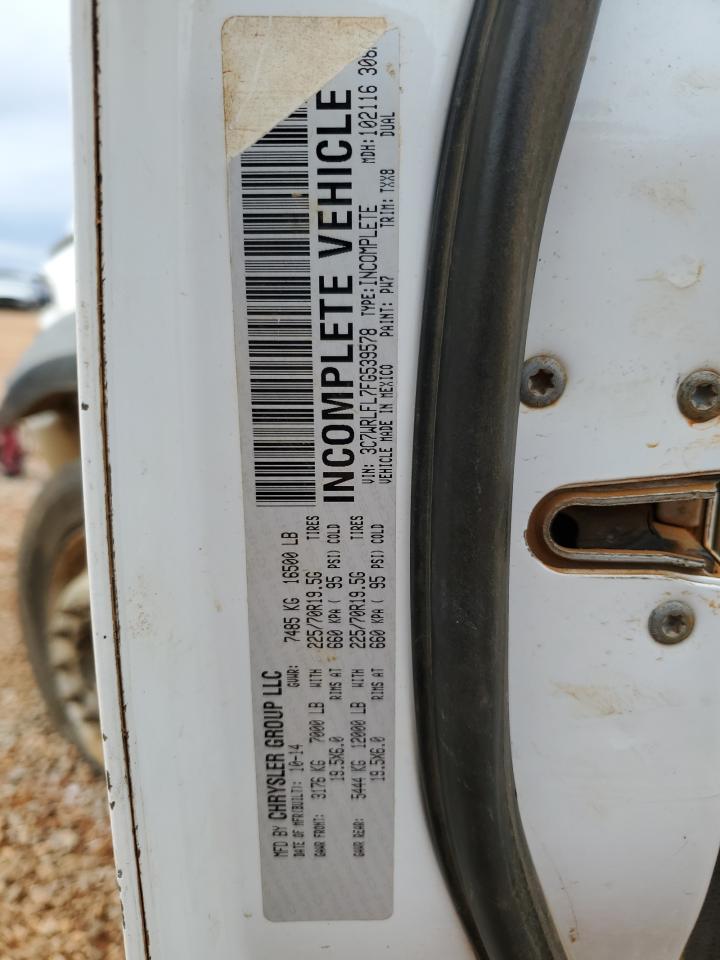 MFD BY CHRYSLER GROUP LLC
DATE OF MFR(BUILT): 10-14 GVWR: 7485 KG 16500 LB
GAWR FRONT: 3176 KG 7000 LB WITH 225/70R19.5G TIRES
19.5X6.0 RIMS AT 660 KPA( 95 PSI) COLD
GAWR REAR: 5444 KG 12000 LB WITH 225/70R19.5G TIRES
19.5X6.0 RIMS AT 660 KPA( 95 PSI) COLD
INCOMPLETE VEHICLE
VIN: 3C7WRLFL7FG539578 TYPE:INCOMPLETE MDH:102116
VEHICLE MADE IN MEXICO PAINT: PW7 TRIM: TXX8 DUAL